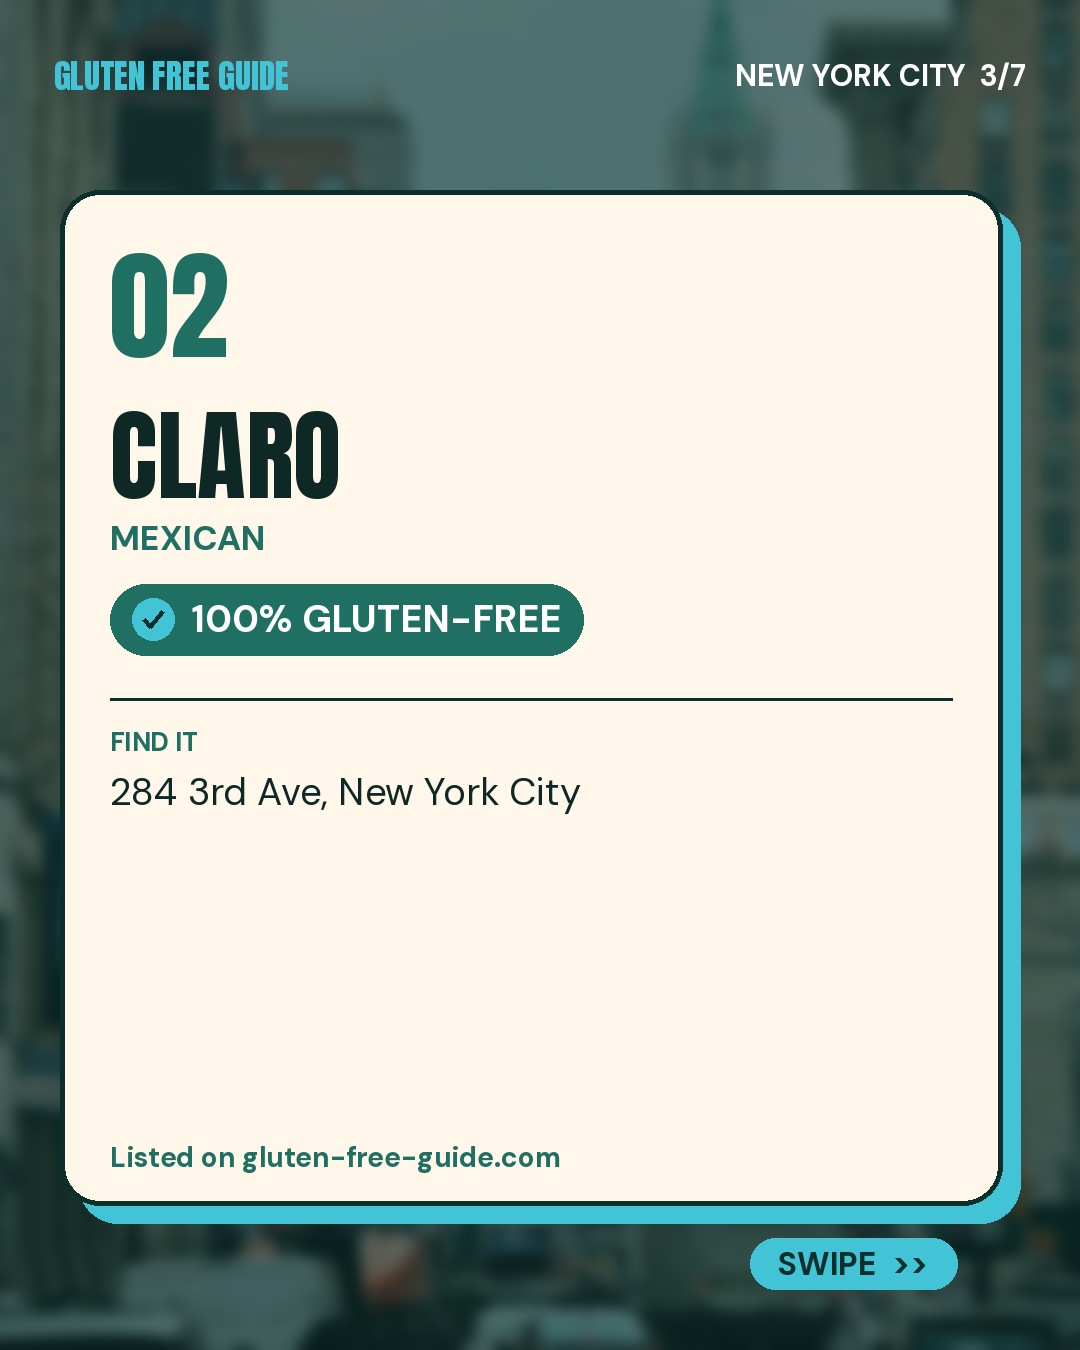 GLUTEN FREE GUIDE
NEW YORK CITY 3/7
02
CLARO
MEXICAN
100% GLUTEN-FREE
FIND IT
284 3rd Ave, New York City
Listed on gluten-free-guide.com
SWIPE >>